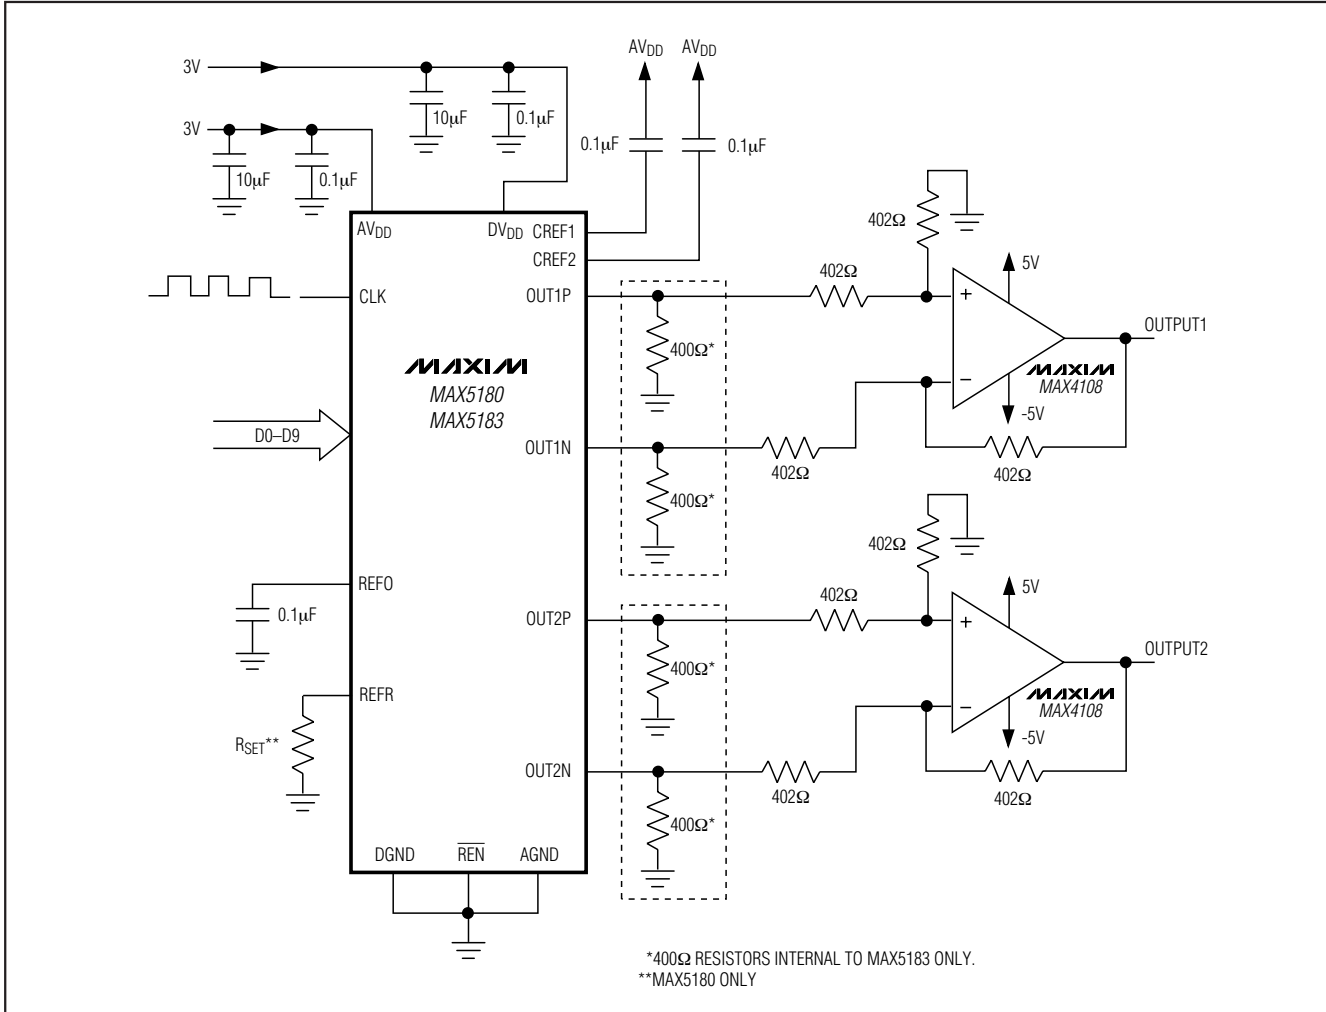 AVDD AVDD
3V
10μF 0.1μF
3V
0.1μF 0.1μF
10μF 0.1μF
402Ω
AVDD DVDD CREF1
CREF2
5V
402Ω
CLK OUT1P +
OUTPUT1
400Ω*
MAXIM
MAX5180
MAX5183
MAXIM
MAX4108
−
-5V
D0–D9
OUT1N
402Ω 402Ω
400Ω*
402Ω
REFO
0.1μF
5V
402Ω
OUT2P +
OUTPUT2
400Ω*
REFR
MAXIM
MAX4108
−
-5V
RSET**
OUT2N
402Ω 402Ω
400Ω*
DGND REN AGND
*400Ω RESISTORS INTERNAL TO MAX5183 ONLY.
**MAX5180 ONLY